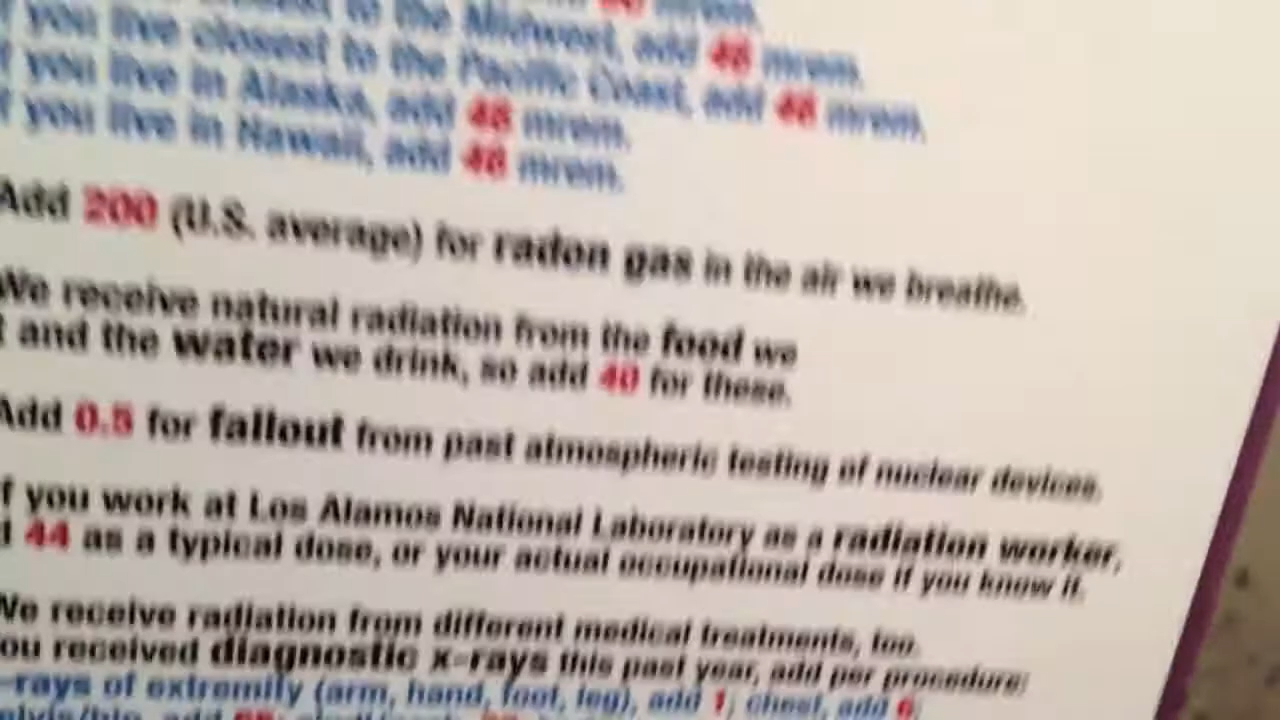 mrem.
you live closest to the Midwest, add 48 mrem.
you live closest to the Pacific Coast, add 48 mrem.
you live in Alaska, add 48 mrem.
you live in Hawaii, add 48 mrem.
Add 200 (U.S. average) for radon gas in the air we breathe.
We receive natural radiation from the food we
t and the water we drink, so add 40 for these.
Add 0.5 for fallout from past atmospheric testing of nuclear devices.
f you work at Los Alamos National Laboratory as a radiation worker,
d 44 as a typical dose, or your actual occupational dose if you know it.
We receive radiation from different medical treatments, too.
ou received diagnostic x-rays this past year, add per procedure:
-rays of extremity (arm, hand, foot, leg), add 1; chest, add 6;
add